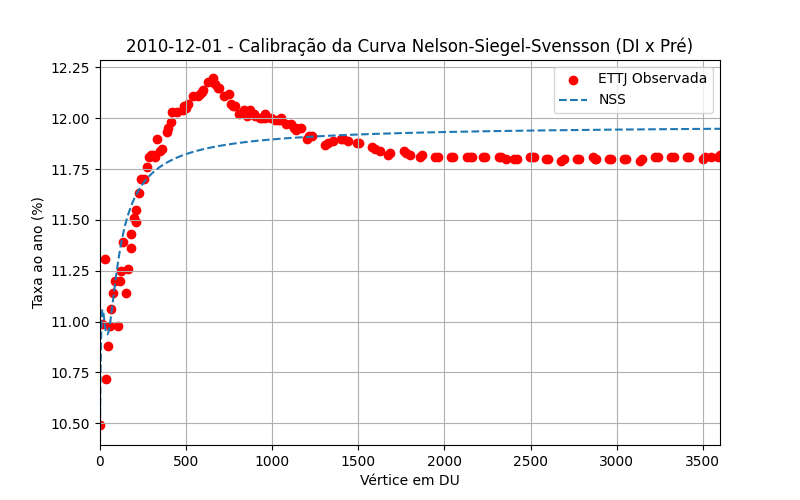 2010-12-01 - Calibração da Curva Nelson-Siegel-Svensson (DI x Pré)
ETTJ Observada
NSS
Taxa ao ano (%)
12.25
12.00
11.75
11.50
11.25
11.00
10.75
10.50
0 500 1000 1500 2000 2500 3000 3500
Vértice em DU